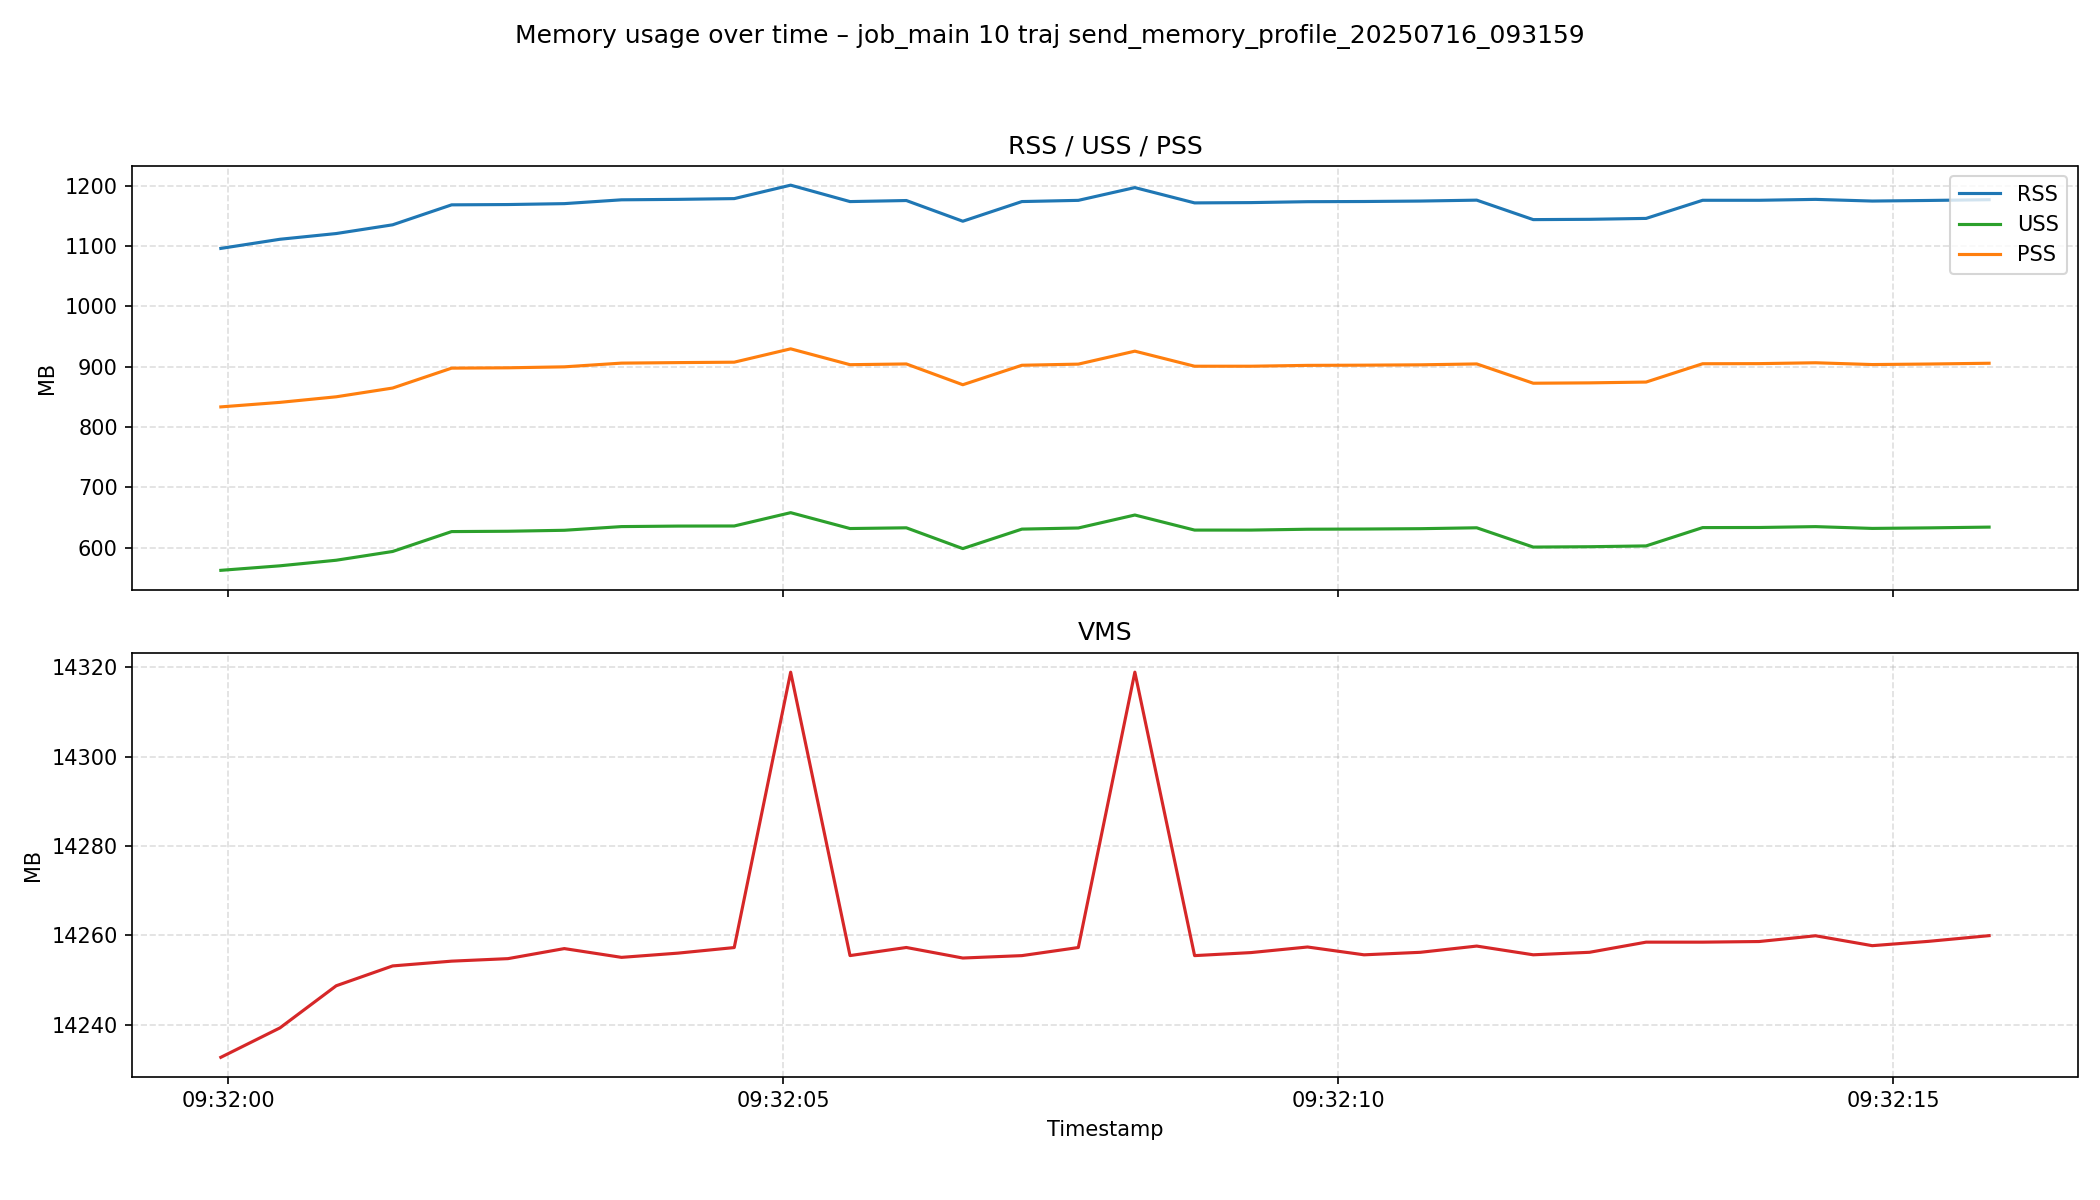 Memory usage over time – job_main 10 traj send_memory_profile_20250716_093159
RSS / USS / PSS
MB
1200
1100
1000
900
800
700
600
RSS
USS
PSS
VMS
MB
14320
14300
14280
14260
14240
09:32:00
09:32:05
09:32:10
09:32:15
Timestamp